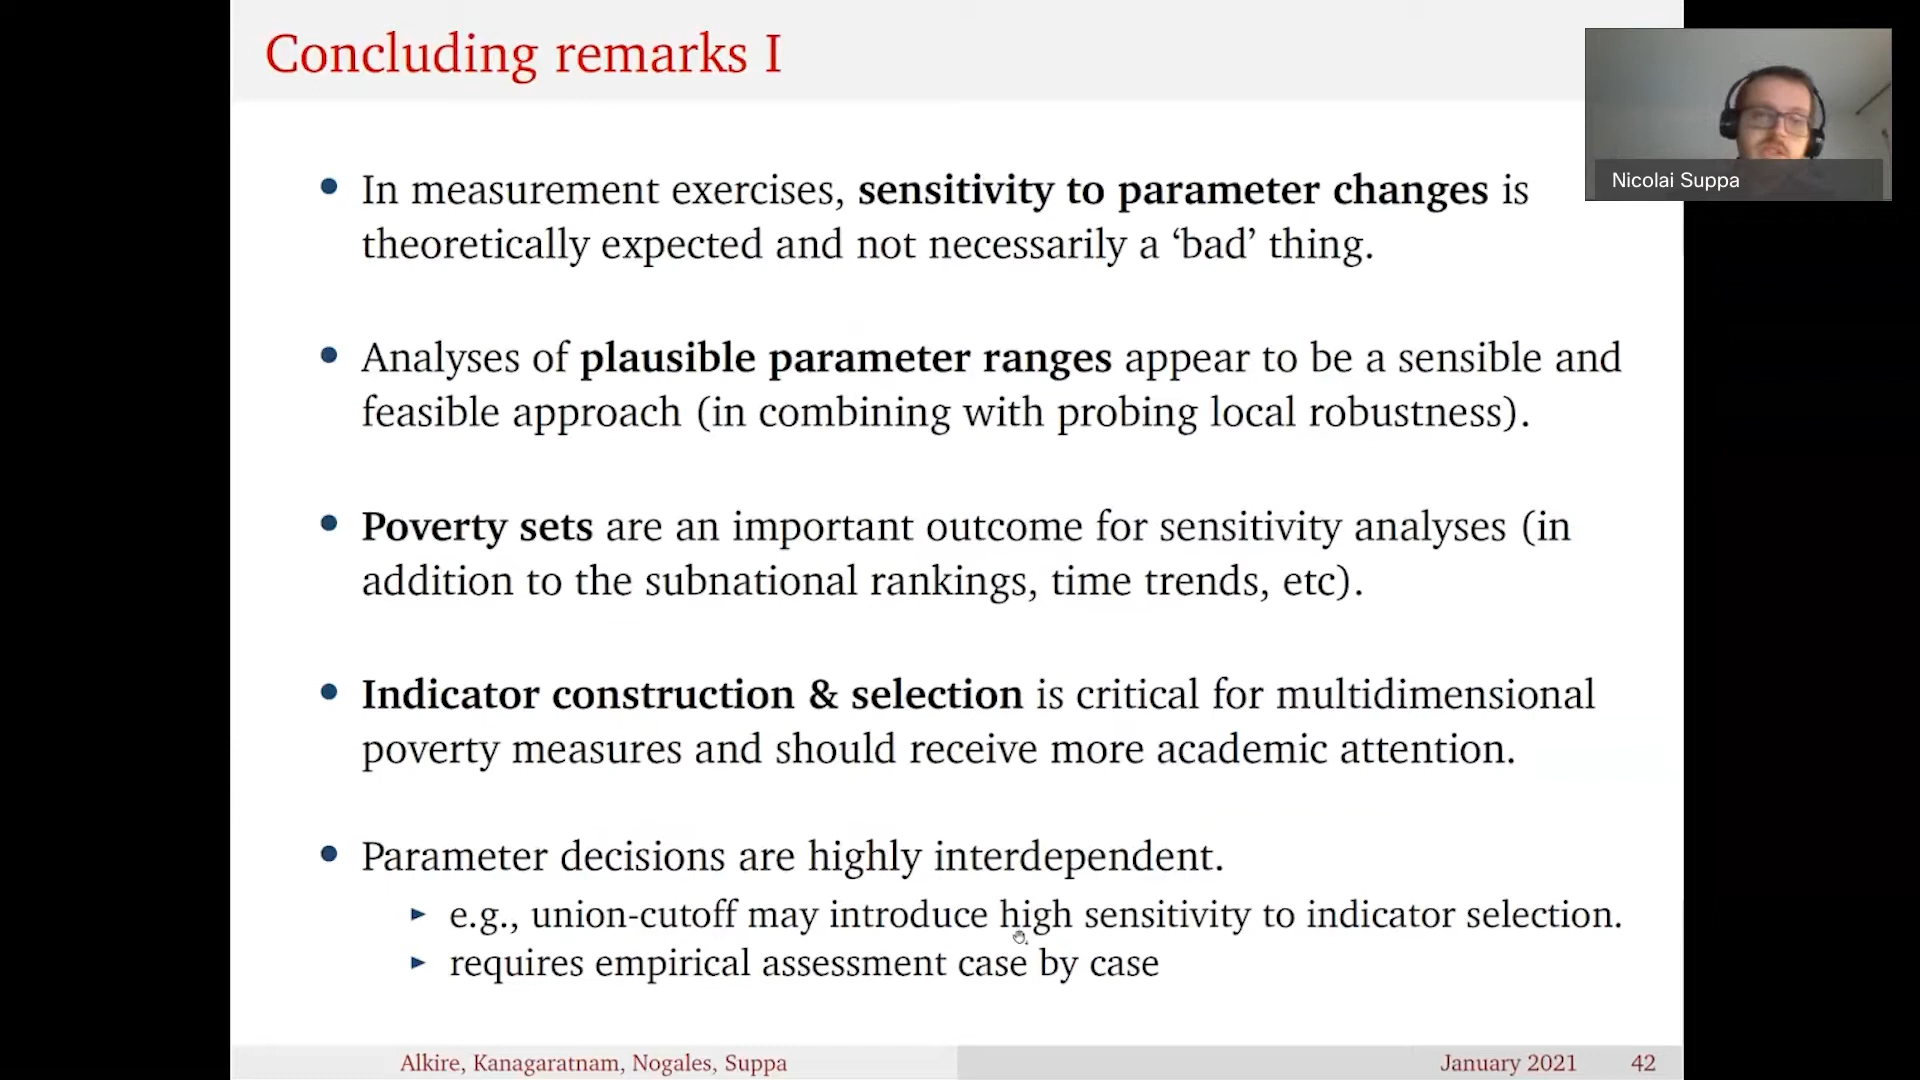 Concluding remarks I
Nicolai Suppa
• In measurement exercises, sensitivity to parameter changes is
theoretically expected and not necessarily a ‘bad’ thing.
• Analyses of plausible parameter ranges appear to be a sensible and
feasible approach (in combining with probing local robustness).
• Poverty sets are an important outcome for sensitivity analyses (in
addition to the subnational rankings, time trends, etc).
• Indicator construction & selection is critical for multidimensional
poverty measures and should receive more academic attention.
• Parameter decisions are highly interdependent.
► e.g., union-cutoff may introduce high sensitivity to indicator selection.
► requires empirical assessment case by case
Alkire, Kanagaratnam, Nogales, Suppa
January 2021 42